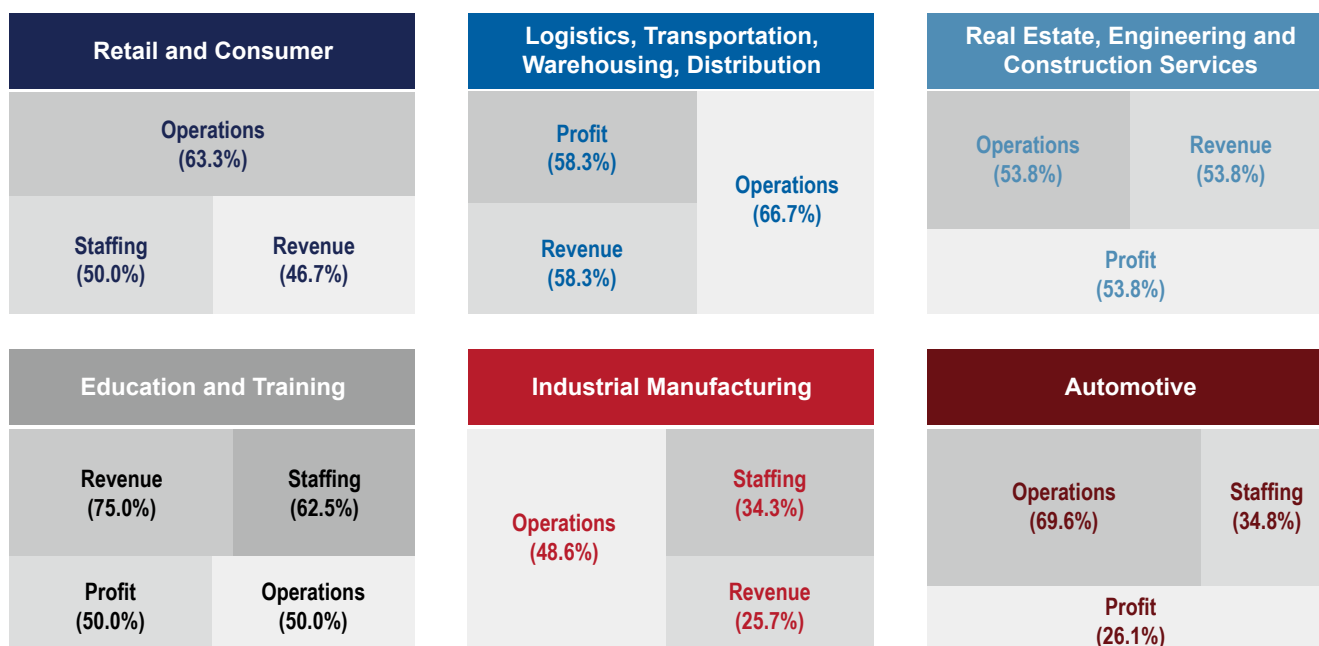 Retail and Consumer
Operations
(63.3%)
Staffing
(50.0%)
Revenue
(46.7%)
Logistics, Transportation,
Warehousing, Distribution
Profit
(58.3%)
Revenue
(58.3%)
Operations
(66.7%)
Real Estate, Engineering and
Construction Services
Operations
(53.8%)
Revenue
(53.8%)
Profit
(53.8%)
Education and Training
Revenue
(75.0%)
Staffing
(62.5%)
Profit
(50.0%)
Operations
(50.0%)
Industrial Manufacturing
Operations
(48.6%)
Staffing
(34.3%)
Revenue
(25.7%)
Automotive
Operations
(69.6%)
Staffing
(34.8%)
Profit
(26.1%)